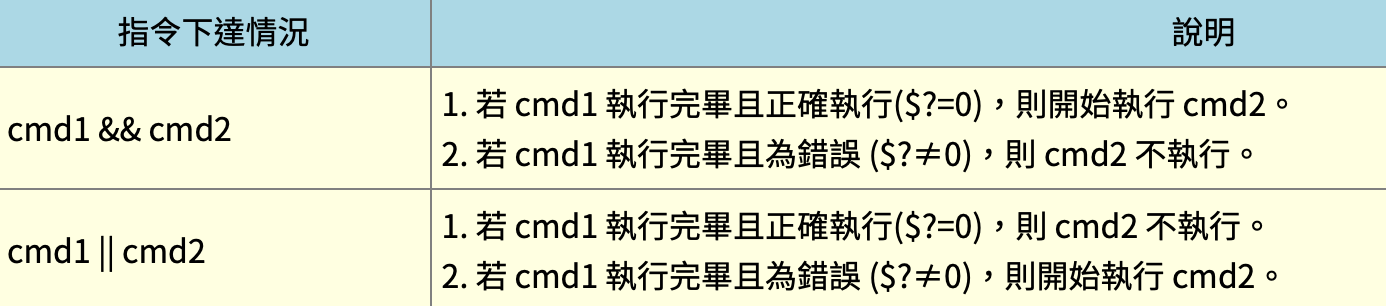 指令下達情況 說明
cmd1 && cmd2
1. 若 cmd1 執行完畢且正確執行($?=0)，則開始執行 cmd2。
2. 若 cmd1 執行完畢且為錯誤 ($?≠0)，則 cmd2 不執行。
cmd1 || cmd2
1. 若 cmd1 執行完畢且正確執行($?=0)，則 cmd2 不執行。
2. 若 cmd1 執行完畢且為錯誤 ($?≠0)，則開始執行 cmd2。